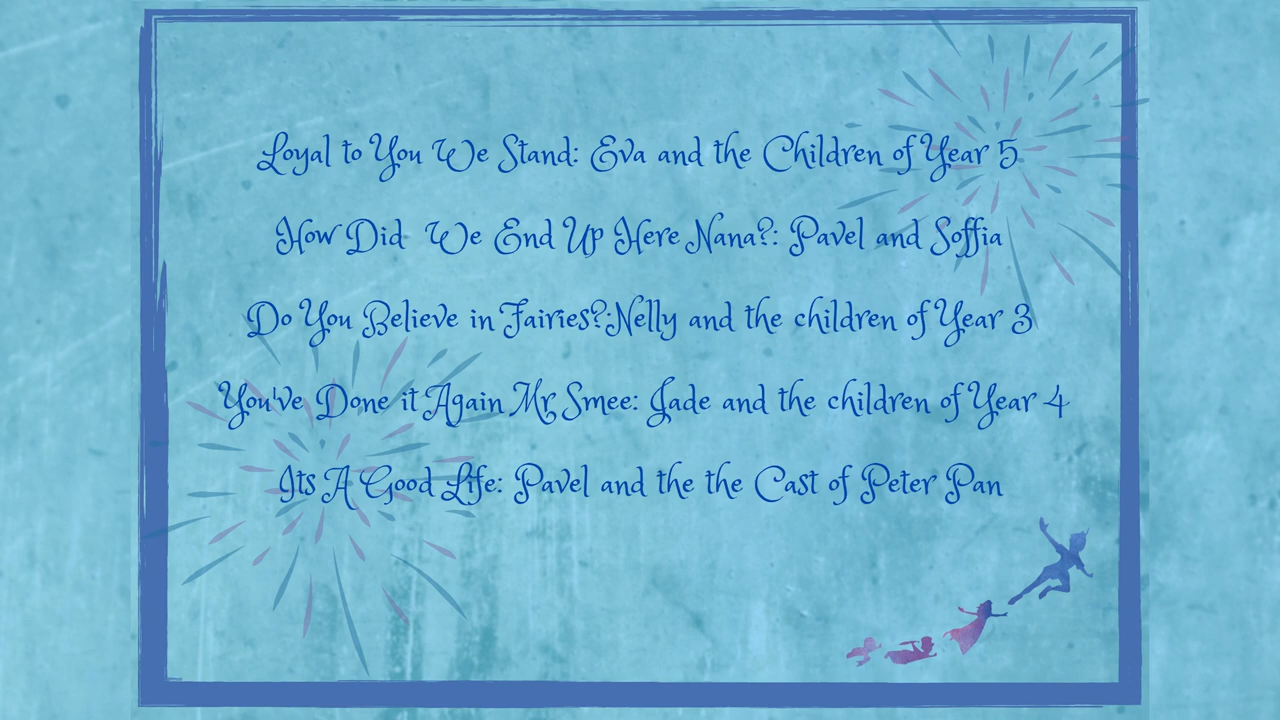 Loyal to You We Stand: Eva and the Children of Year 5
How Did We End Up Here Nana?: Pavel and Soffia
Do You Believe in Fairies?:Nelly and the children of Year 3
You've Done it Again Mr Smee: Jade and the children of Year 4
Its A Good Life: Pavel and the the Cast of Peter Pan